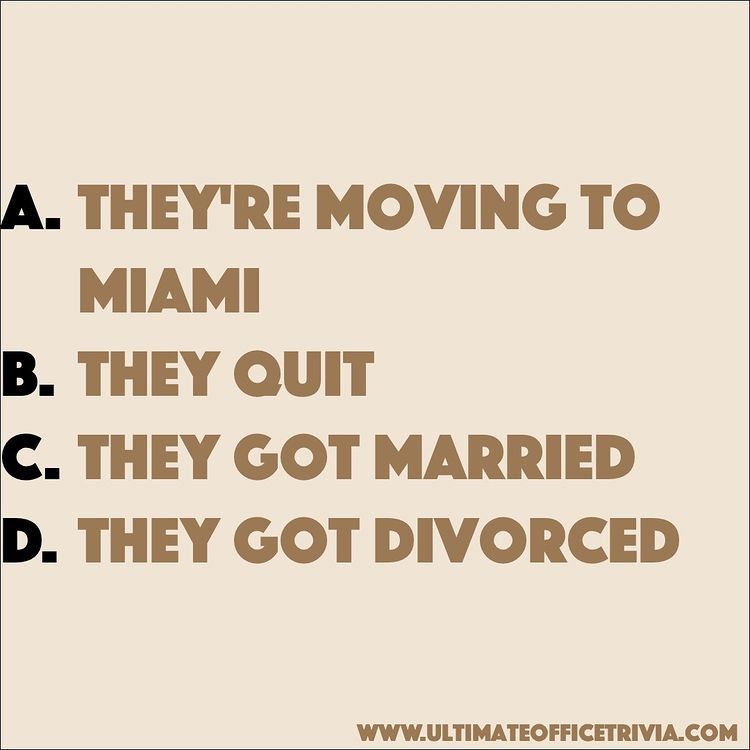 A. THEY'RE MOVING TO
MIAMI
B. THEY QUIT
C. THEY GOT MARRIED
D. THEY GOT DIVORCED
WWW.ULTIMATEOFFICETRIVIA.COM